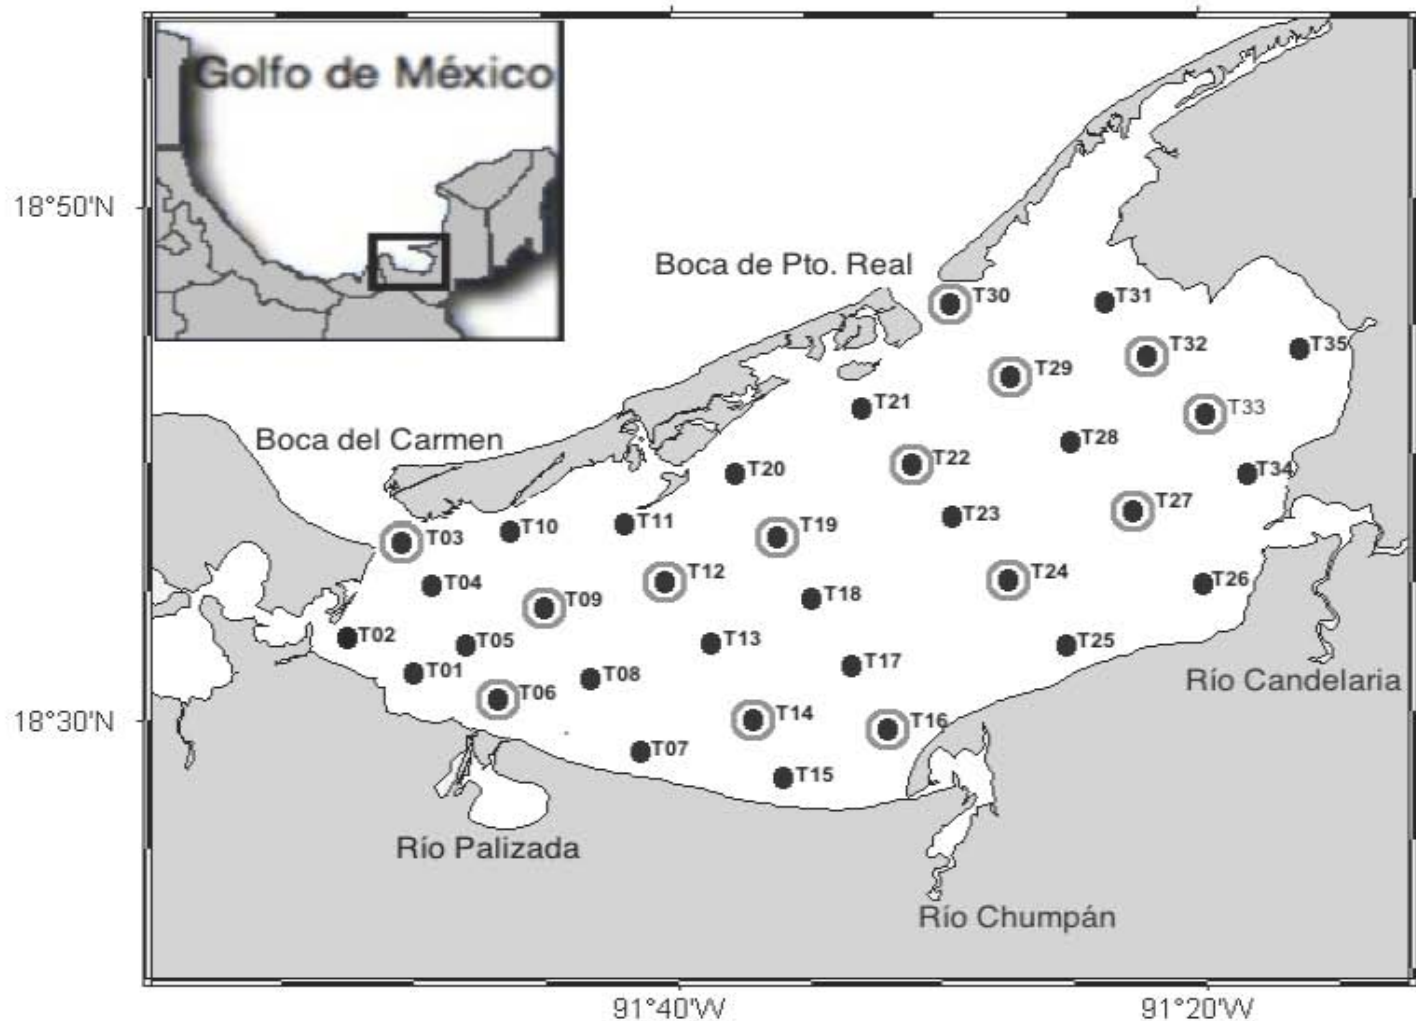 Golfo de México
18°50'N
Boca de Pto. Real
T30
T31
T32
T35
T29
T21
T33
Boca del Carmen
T28
T22
T20
T34
T27
T11
T10
T23
T03
T19
T12
T24
T04
T26
T18
T09
T02
T13
T05
T25
T17
T01
T08
Río Candelaria
T06
T14
18°30'N
T16
T07
T15
Río Palizada
Río Chumpán
91°40'W
91°20'W